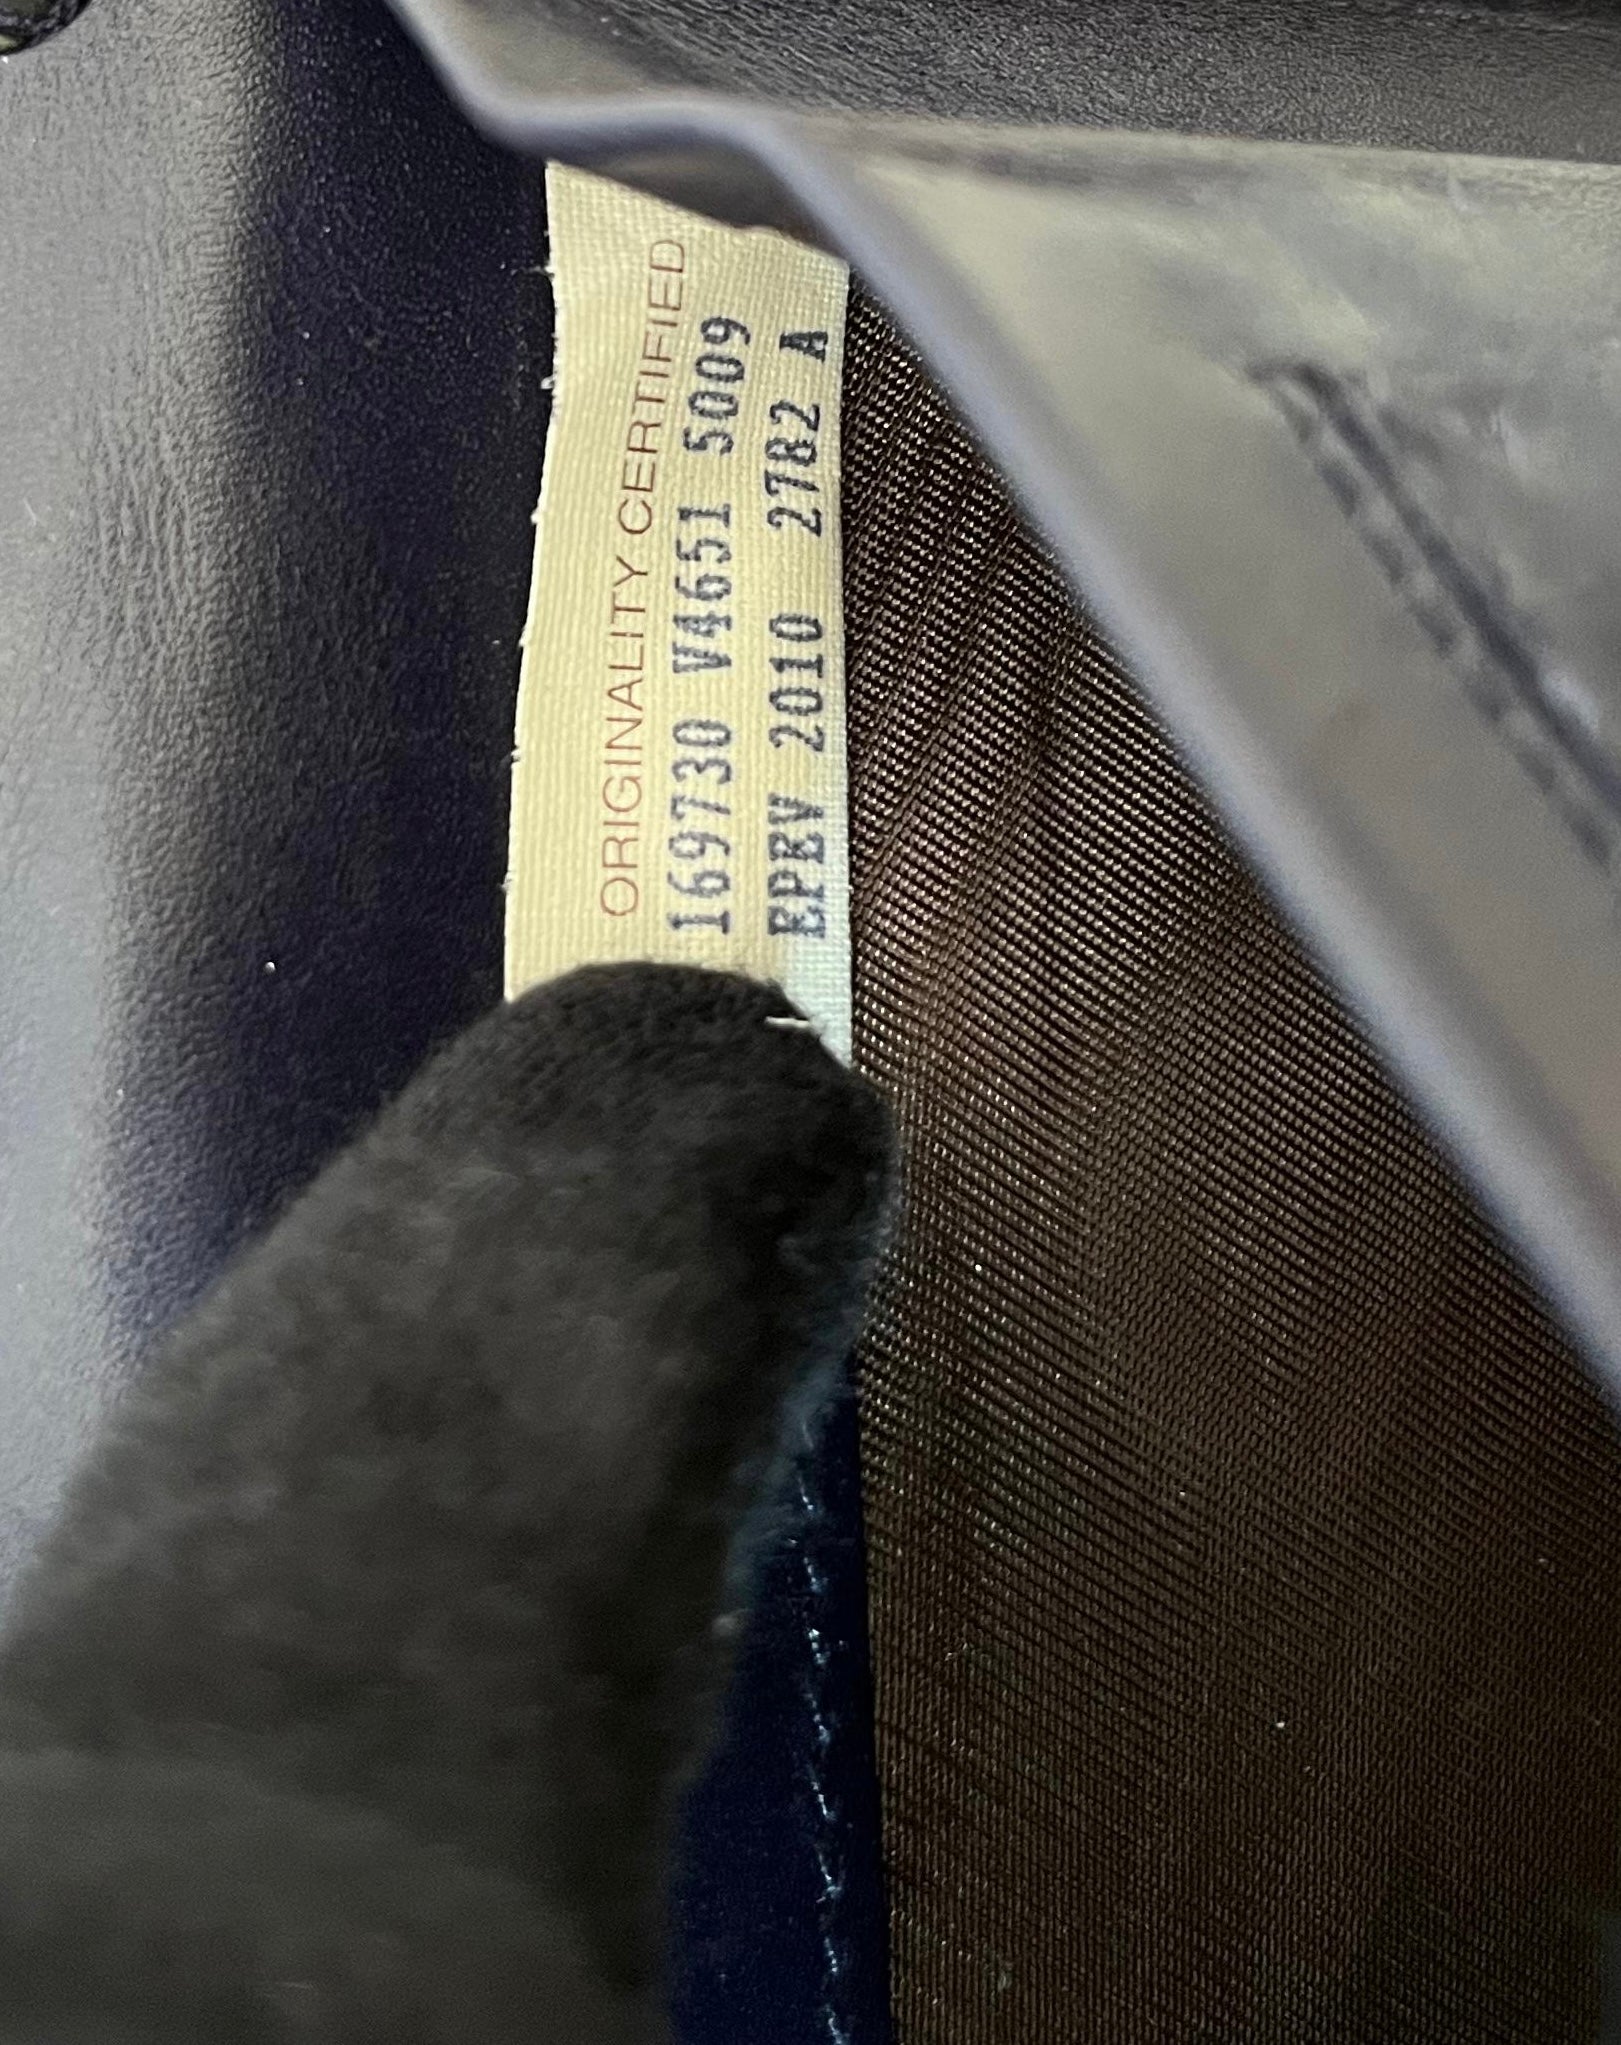 ORIGINALITY CERTIFIED
169730 V4651 5009
EPEV 2010 2782 A